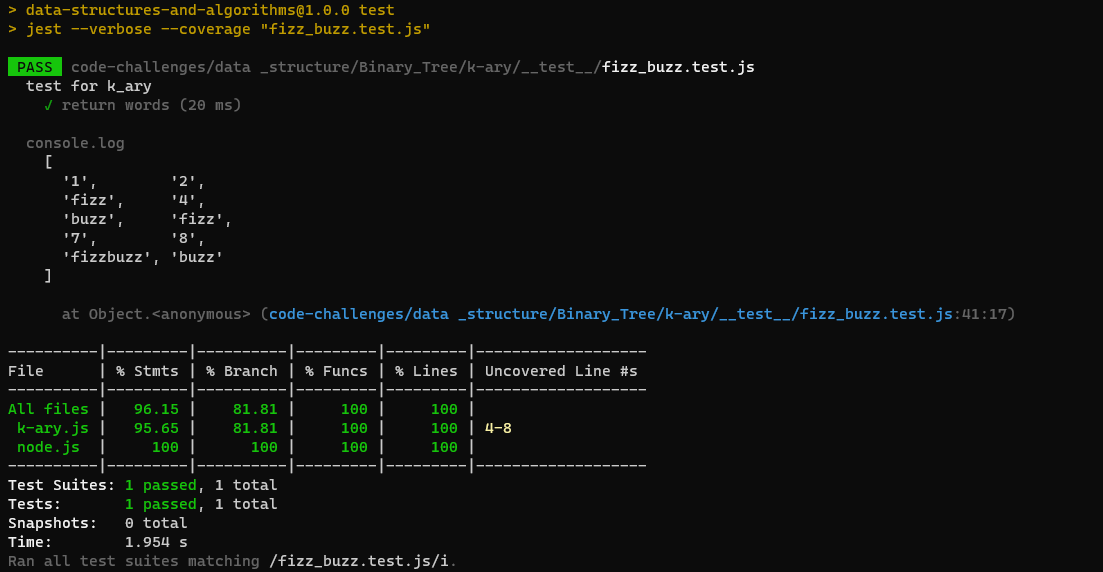 > data-structures-and-algorithms@1.0.0 test
> jest --verbose --coverage "fizz_buzz.test.js"
PASS code-challenges/data _structure/Binary_Tree/k-ary/__test__/fizz_buzz.test.js
test for k_ary
√ return words (20 ms)
console.log
[
'1', '2',
'fizz', '4',
'buzz', 'fizz',
'7', '8',
'fizzbuzz', 'buzz'
]
at Object.<anonymous> (code-challenges/data _structure/Binary_Tree/k-ary/__test__/fizz_buzz.test.js:41:17)
----------|---------|----------|---------|---------|-------------------
File | % Stmts | % Branch | % Funcs | % Lines | Uncovered Line #s
----------|---------|----------|---------|---------|-------------------
All files | 96.15 | 81.81 | 100 | 100 |
k-ary.js | 95.65 | 81.81 | 100 | 100 | 4-8
node.js | 100 | 100 | 100 | 100 |
----------|---------|----------|---------|---------|-------------------
Test Suites: 1 passed, 1 total
Tests: 1 passed, 1 total
Snapshots: 0 total
Time: 1.954 s
Ran all test suites matching /fizz_buzz.test.js/i.